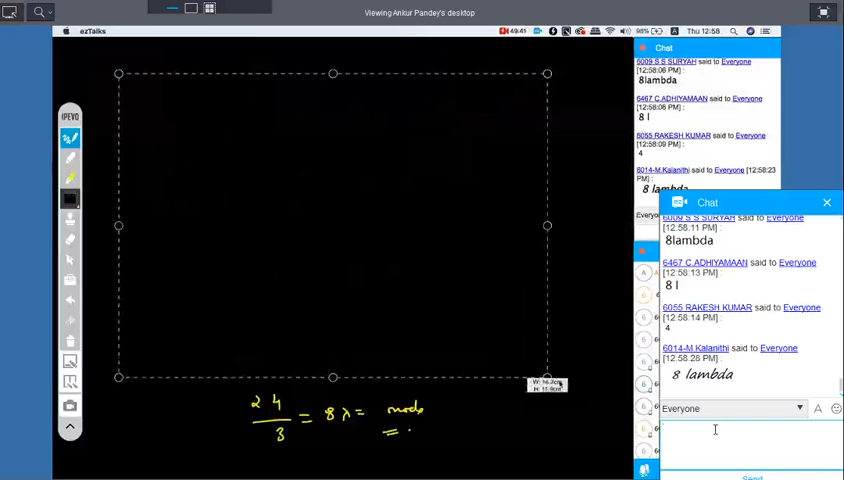 Viewing Ankur Pandey's desktop
ezTalks
49:41
98%
A
Thu 12:58
IPEVO
Chat
6009 S S SURYAH said to Everyone
[12:58:06 PM] :
8lambda
6467 C.ADHIYAMAAN said to Everyone
[12:58:06 PM] :
8 l
6055 RAKESH KUMAR said to Everyone
[12:58:09 PM] :
4
6014-M.Kalanithi said to Everyone [12:58:23
PM] :
8 lambda
Everyo
Chat
6009 S S SURYAH said to Everyone
[12:58:11 PM] :
8lambda
6467 C.ADHIYAMAAN said to Everyone
[12:58:13 PM] :
8 l
6055 RAKESH KUMAR said to Everyone
[12:58:14 PM] :
4
6014-M.Kalanithi said to Everyone
[12:58:28 PM] :
8 lambda
Everyone
A
Send
24
3
= 8 λ =